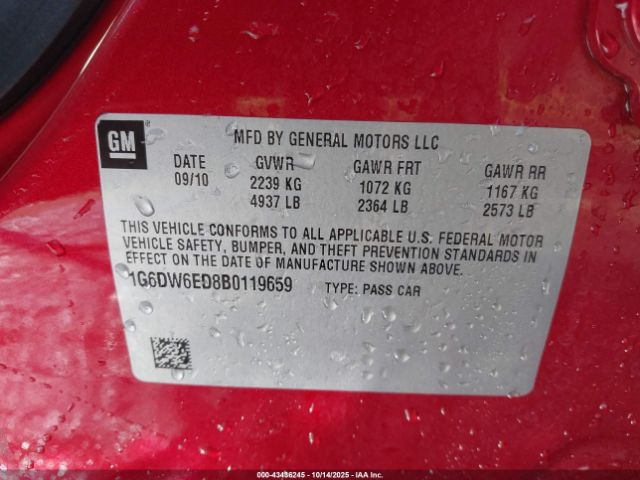 GM
MFD BY GENERAL MOTORS LLC
DATE GVWR GAWR FRT GAWR RR
09/10 2239 KG 1072 KG 1167 KG
4937 LB 2364 LB 2573 LB
THIS VEHICLE CONFORMS TO ALL APPLICABLE U.S. FEDERAL MOTOR
VEHICLE SAFETY, BUMPER, AND THEFT PREVENTION STANDARDS IN
EFFECT ON THE DATE OF MANUFACTURE SHOWN ABOVE.
1G6DW6ED8B0119659 TYPE: PASS CAR
000-43486245 - 10/14/2025 - IAA, Inc.